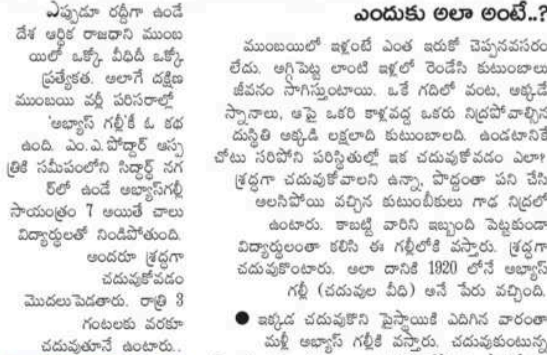 ఎప్పుడూ రద్దీగా ఉండే
దేశ ఆర్థిక రాజధాని ముంబ
యిలో ఒక్కో వీధిదీ ఒక్కో
ప్రత్యేకత. అలాగే దక్షిణ
ముంబయి వర్లీ పరిసరాల్లో
'అభ్యాస్ గల్లీ'కీ ఓ కథ
ఉంది. ఎం.ఎ.పోద్దార్ ఆస్ప
త్రికి సమీపంలోని సిద్ధార్థ్ నగ
ర్‌లో ఉండే అభ్యాస్‌గల్లీ
సాయంత్రం 7 అయితే చాలు
విద్యార్థులతో నిండిపోతుంది.
అందరూ శ్రద్ధగా
చదువుకోవడం
మొదలుపెడతారు. రాత్రి 3
గంటలకు వరకూ
చదువుతూనే ఉంటారు..
ఎందుకు అలా అంటే..?
ముంబయిలో ఇళ్లంటే ఎంత ఇరుకో చెప్పనవసరం
లేదు. అగ్గిపెట్టె లాంటి ఇళ్లలో రెండేసి కుటుంబాలు
జీవనం సాగిస్తుంటాయి. ఒకే గదిలో వంట, అక్కడే
స్నానాలు, ఆపై ఒకరి కాళ్లవద్ద ఒకరు నిద్రపోవాల్సిన
దుస్థితి అక్కడి లక్షలాది కుటుంబాలది. ఉండటానికే
చోటు సరిపోని పరిస్థితుల్లో ఇక చదువుకోవడం ఎలా?
శ్రద్ధగా చదువుకోవాలని ఉన్నా, పొద్దంతా పని చేసి
అలసిపోయి వచ్చిన కుటుంబీకులు గాఢ నిద్రలో
ఉంటారు. కాబట్టి వారిని ఇబ్బంది పెట్టకుండా
విద్యార్థులంతా కలిసి ఈ గల్లీలోకి వస్తారు. శ్రద్ధగా
చదువుకొంటారు. అలా దానికి 1920 లోనే అభ్యాస్
గల్లీ (చదువుల వీధి) అనే పేరు వచ్చింది.
● ఇక్కడ చదువుకొని పైస్థాయికి ఎదిగిన వారంతా
మళ్లీ అభ్యాస్ గల్లీకి వస్తారు. చదువుకుంటున్న